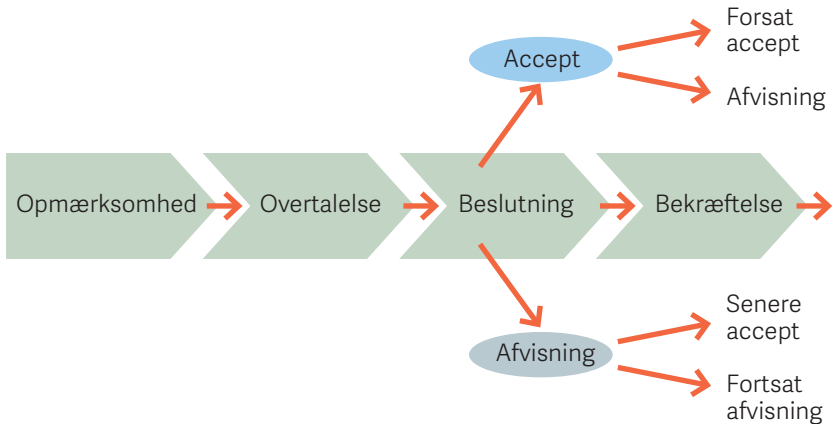 Forsat
accept
Accept
Afvisning
Opmærksomhed
Overtalelse
Beslutning
Bekræftelse
Senere
accept
Afvisning
Fortsat
afvisning